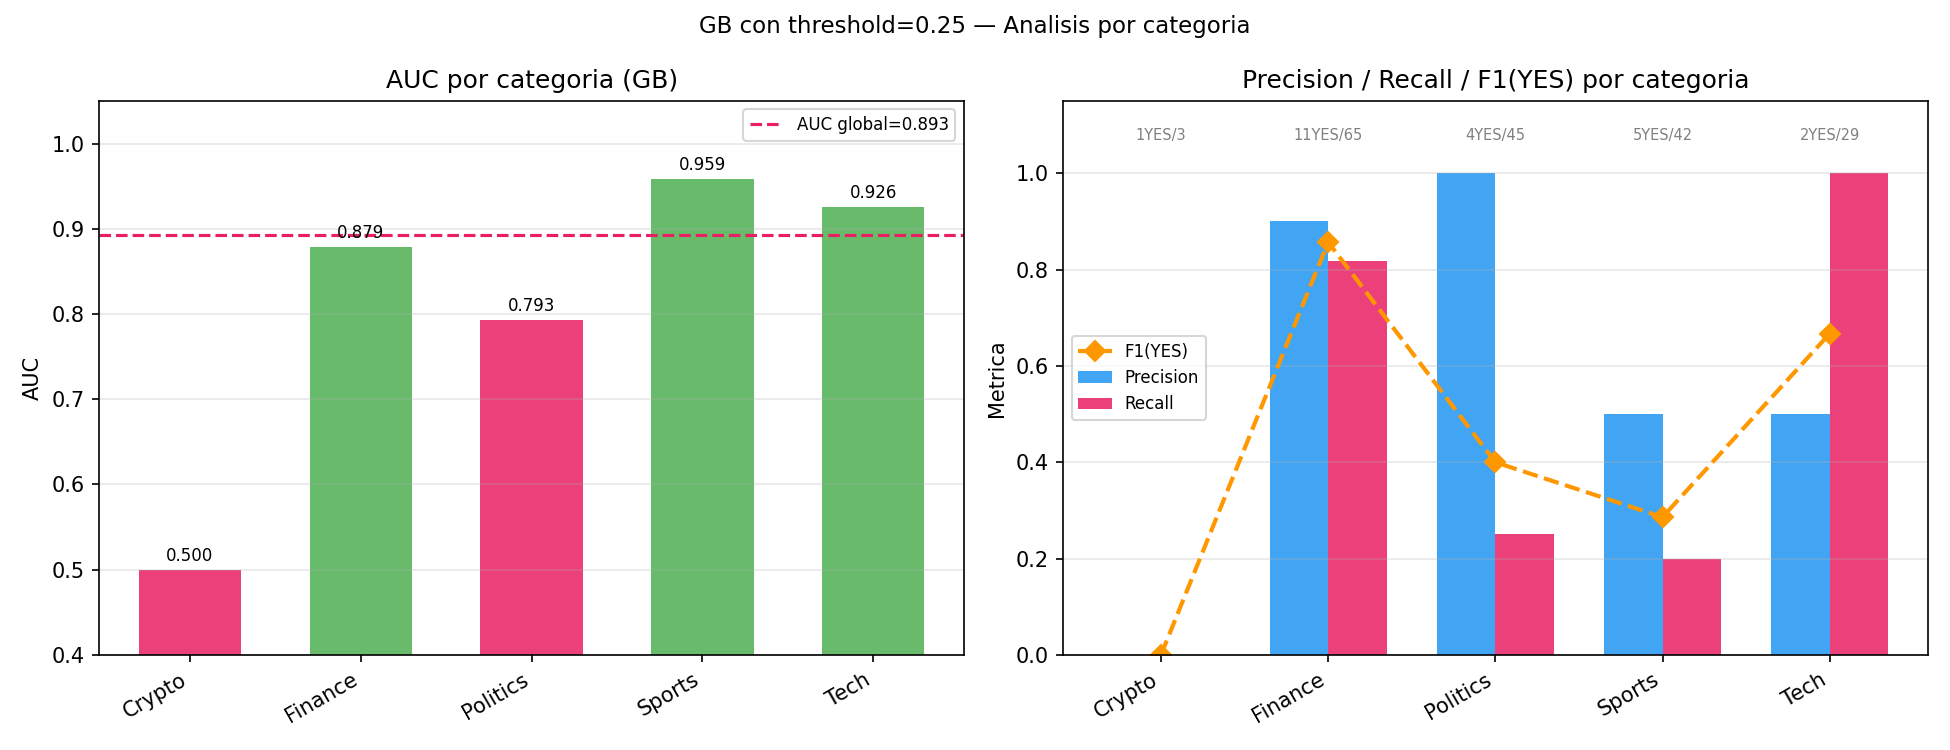 GB con threshold=0.25 — Analisis por categoria
AUC por categoria (GB)
AUC global=0.893
1.0
0.9
0.8
0.7
0.6
0.5
0.4
AUC
0.500
0.879
0.793
0.959
0.926
Crypto
Finance
Politics
Sports
Tech
Precision / Recall / F1(YES) por categoria
1YES/3
11YES/65
4YES/45
5YES/42
2YES/29
1.0
0.8
0.6
0.4
0.2
0.0
Metrica
F1(YES)
Precision
Recall
Crypto
Finance
Politics
Sports
Tech